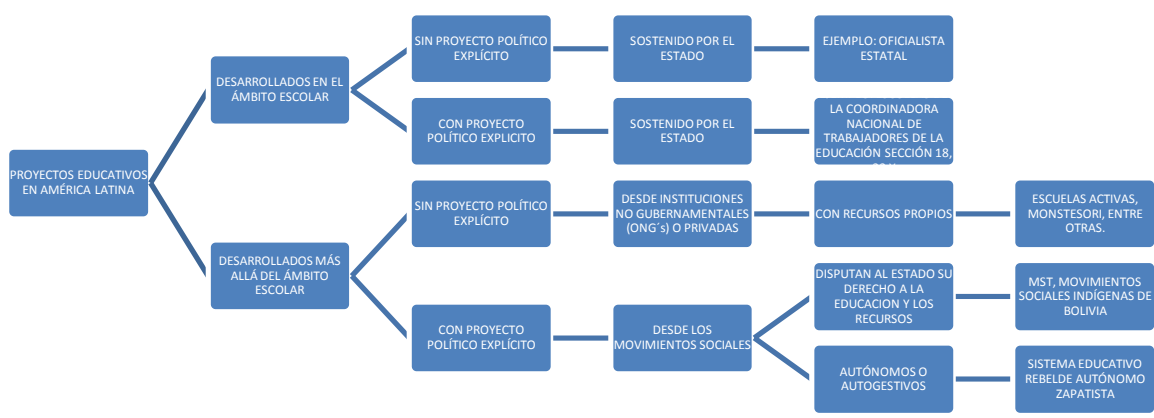 PROYECTOS EDUCATIVOS
EN AMÉRICA LATINA
DESARROLLADOS EN EL
ÁMBITO ESCOLAR
SIN PROYECTO POLÍTICO
EXPLÍCITO
SOSTENIDO POR EL
ESTADO
EJEMPLO: OFICIALISTA
ESTATAL
CON PROYECTO
POLÍTICO EXPLICITO
SOSTENIDO POR EL
ESTADO
LA COORDINADORA
NACIONAL DE
TRABAJADORES DE LA
EDUCACIÓN SECCIÓN 18,
DESARROLLADOS MÁS
ALLÁ DEL ÁMBITO
ESCOLAR
SIN PROYECTO POLÍTICO
EXPLÍCITO
DESDE INSTITUCIONES
NO GUBERNAMENTALES
(ONG´s) O PRIVADAS
CON RECURSOS PROPIOS
ESCUELAS ACTIVAS,
MONSTESORI, ENTRE
OTRAS.
CON PROYECTO
POLÍTICO EXPLÍCITO
DESDE LOS
MOVIMIENTOS SOCIALES
DISPUTAN AL ESTADO SU
DERECHO A LA
EDUCACION Y LOS
RECURSOS
MST, MOVIMIENTOS
SOCIALES INDÍGENAS DE
BOLIVIA
AUTÓNOMOS O
AUTOGESTIVOS
SISTEMA EDUCATIVO
REBELDE AUTÓNOMO
ZAPATISTA